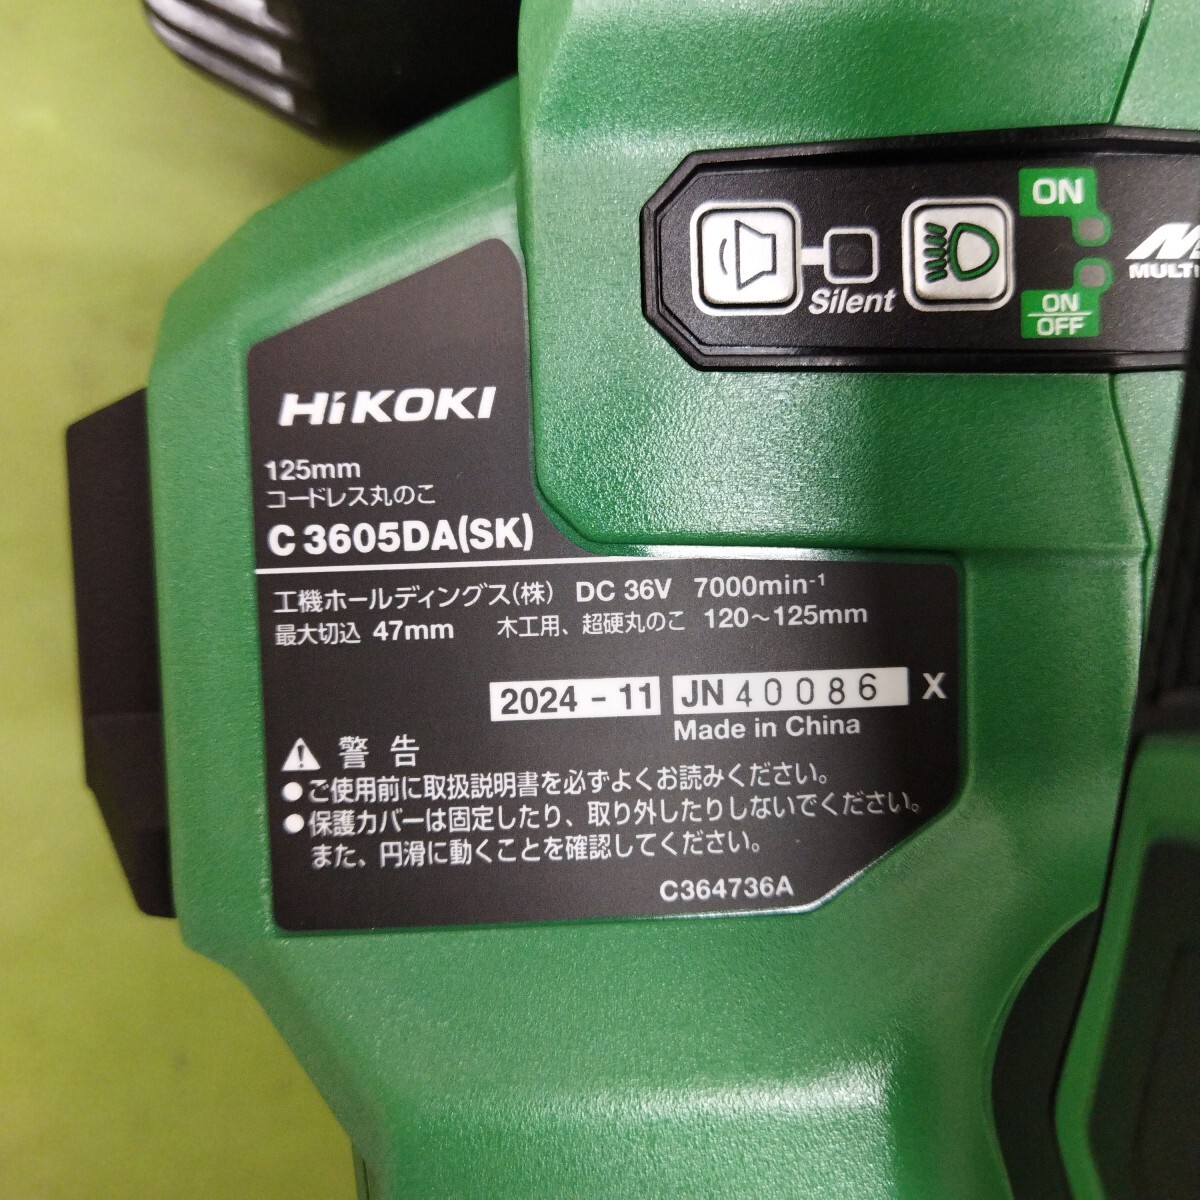 ON
Silent
ON
OFF
MULTI
HiKOKI
125mm
コードレス丸のこ
C 3605DA(SK)
工機ホールディングス(株) DC 36V 7000min-1
最大切込 47mm 木工用、超硬丸のこ 120～125mm
2024 - 11 JN 40086 X
Made in China
警告
●ご使用前に取扱説明書を必ずよくお読みください。
●保護カバーは固定したり、取り外したりしないでください。
また、円滑に動くことを確認してください。
C364736A